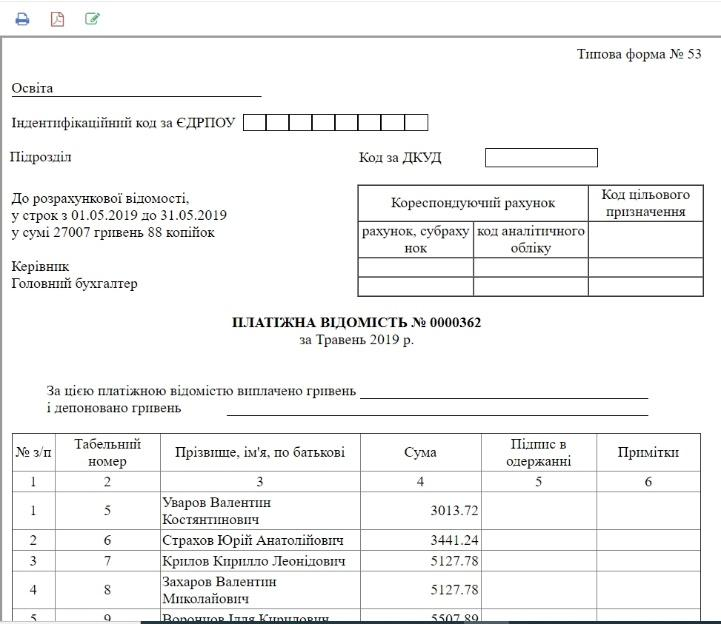 Типова форма № 53
Освіта
Індентифікаційний код за ЄДРПОУ
Підрозділ
Код за ДКУД
До розрахункової відомості,
у строк з 01.05.2019 до 31.05.2019
у сумі 27007 гривень 88 копійок
Керівник
Головний бухгалтер
Кореспондуючий рахунок
Код цільового
призначення
рахунок, субраху
нок
код аналітичного
обліку
ПЛАТІЖНА ВІДОМІСТЬ № 0000362
за Травень 2019 р.
За цією платіжною відомістю виплачено гривень
і депоновано гривень
№ з/п
Табельний
номер
Прізвище, ім'я, по батькові
Сума
Підпис в
одержанні
Примітки
1 2 3 4 5 6
1 5 Уваров Валентин
Костянтинович 3013.72
2 6 Страхов Юрій Анатолійович 3441.24
3 7 Крилов Кирилло Леонідович 5127.78
4 8 Захаров Валентин
Миколайович 5127.78
5 9 Воронцов Ілля Кирилович 5507.89